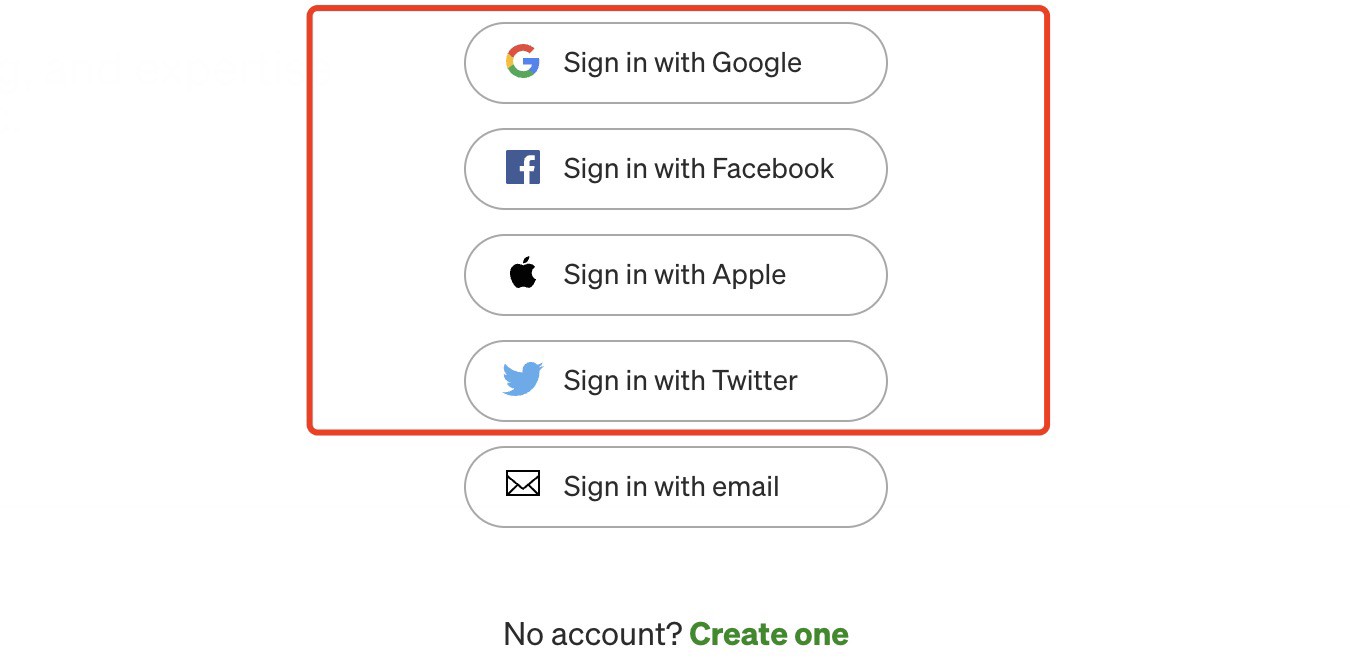 Sign in with Google
Sign in with Facebook
Sign in with Apple
Sign in with Twitter
Sign in with email
No account? Create one